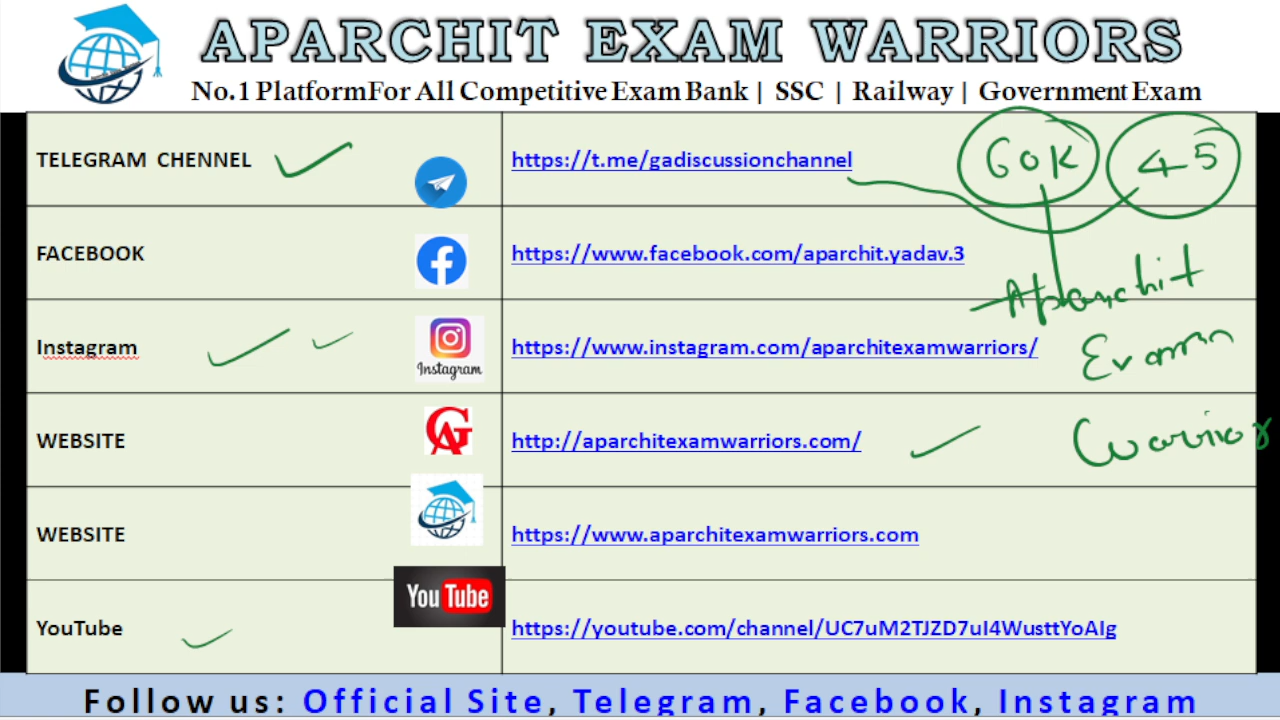 APARCHIT EXAM WARRIORS
No.1 PlatformFor All Competitive Exam Bank | SSC | Railway | Government Exam
TELEGRAM CHENNEL
https://t.me/gadiscussionchannel
60K 45
FACEBOOK
https://www.facebook.com/aparchit.yadav.3
Aparchit
Instagram
Instagram
https://www.instagram.com/aparchitexamwarriors/
Exam
WEBSITE
GA
http://aparchitexamwarriors.com/
Warrior
WEBSITE
https://www.aparchitexamwarriors.com
YouTube
YouTube
https://youtube.com/channel/UC7uM2TJZD7uI4WusttYoAIg
Follow us: Official Site, Telegram, Facebook, Instagram